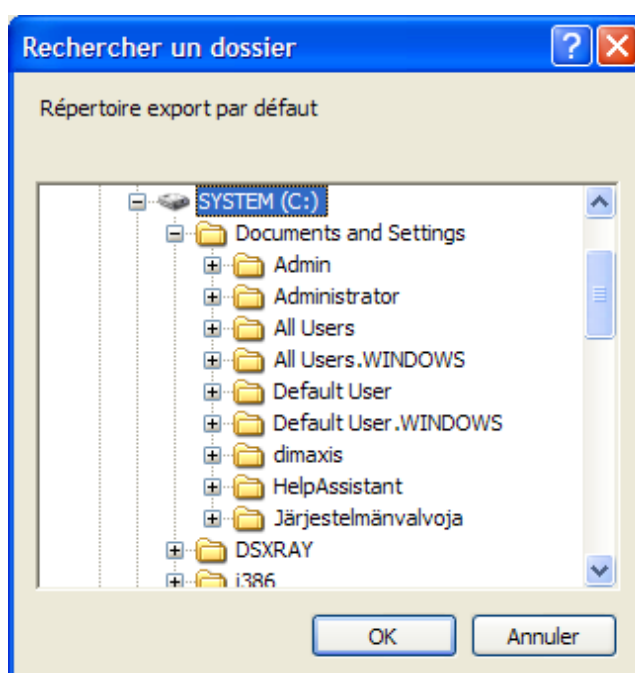 Rechercher un dossier
Répertoire export par défaut
SYSTEM (C:)
Documents and Settings
Admin
Administrator
All Users
All Users.WINDOWS
Default User
Default User.WINDOWS
dimaxis
HelpAssistant
Järjestelmänvalvoja
DSXRAY
i386
OK Annuler